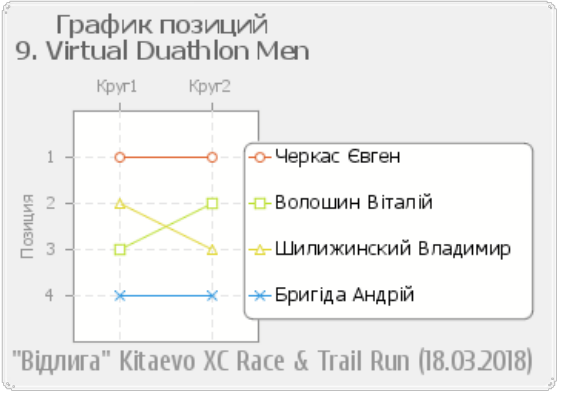 График позиций
9. Virtual Duathlon Men
Круг1 Круг2
Позиция
1
2
3
4
Черкас Євген
Волошин Віталій
Шилижинский Владимир
Бригіда Андрій
"Відлига" Kitaevo XC Race & Trail Run (18.03.2018)